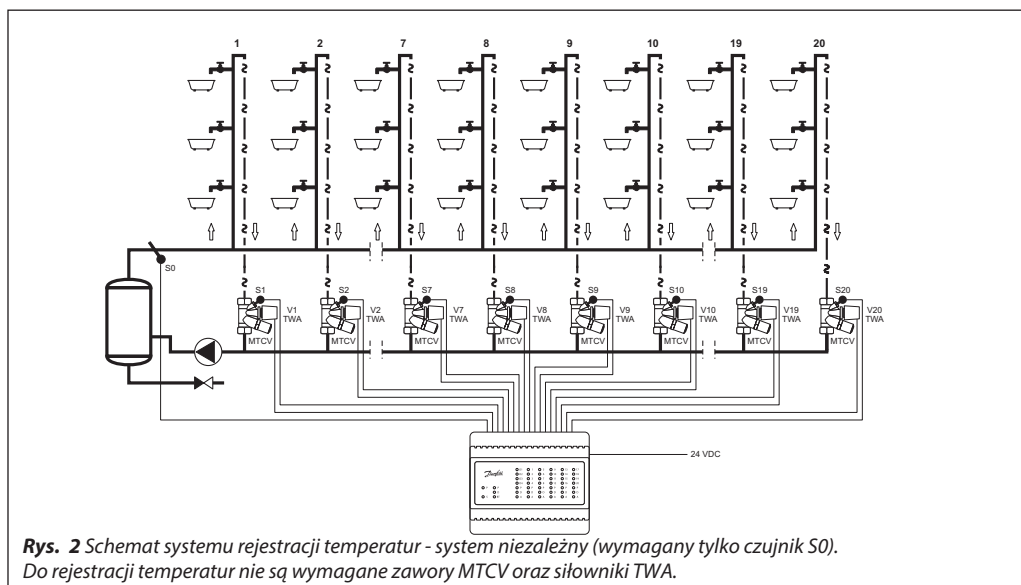 1 2 7 8 9 10 19 20
S0
S1 S2 S7 S8 S9 S10 S19 S20
V1 V2 V7 V8 V9 V10 V19 V20
TWA TWA TWA TWA TWA TWA TWA TWA
MTCV MTCV MTCV MTCV MTCV MTCV MTCV MTCV
24 VDC
Danfoss
Rys. 2 Schemat systemu rejestracji temperatur - system niezależny (wymagany tylko czujnik S0).
Do rejestracji temperatur nie są wymagane zawory MTCV oraz siłowniki TWA.